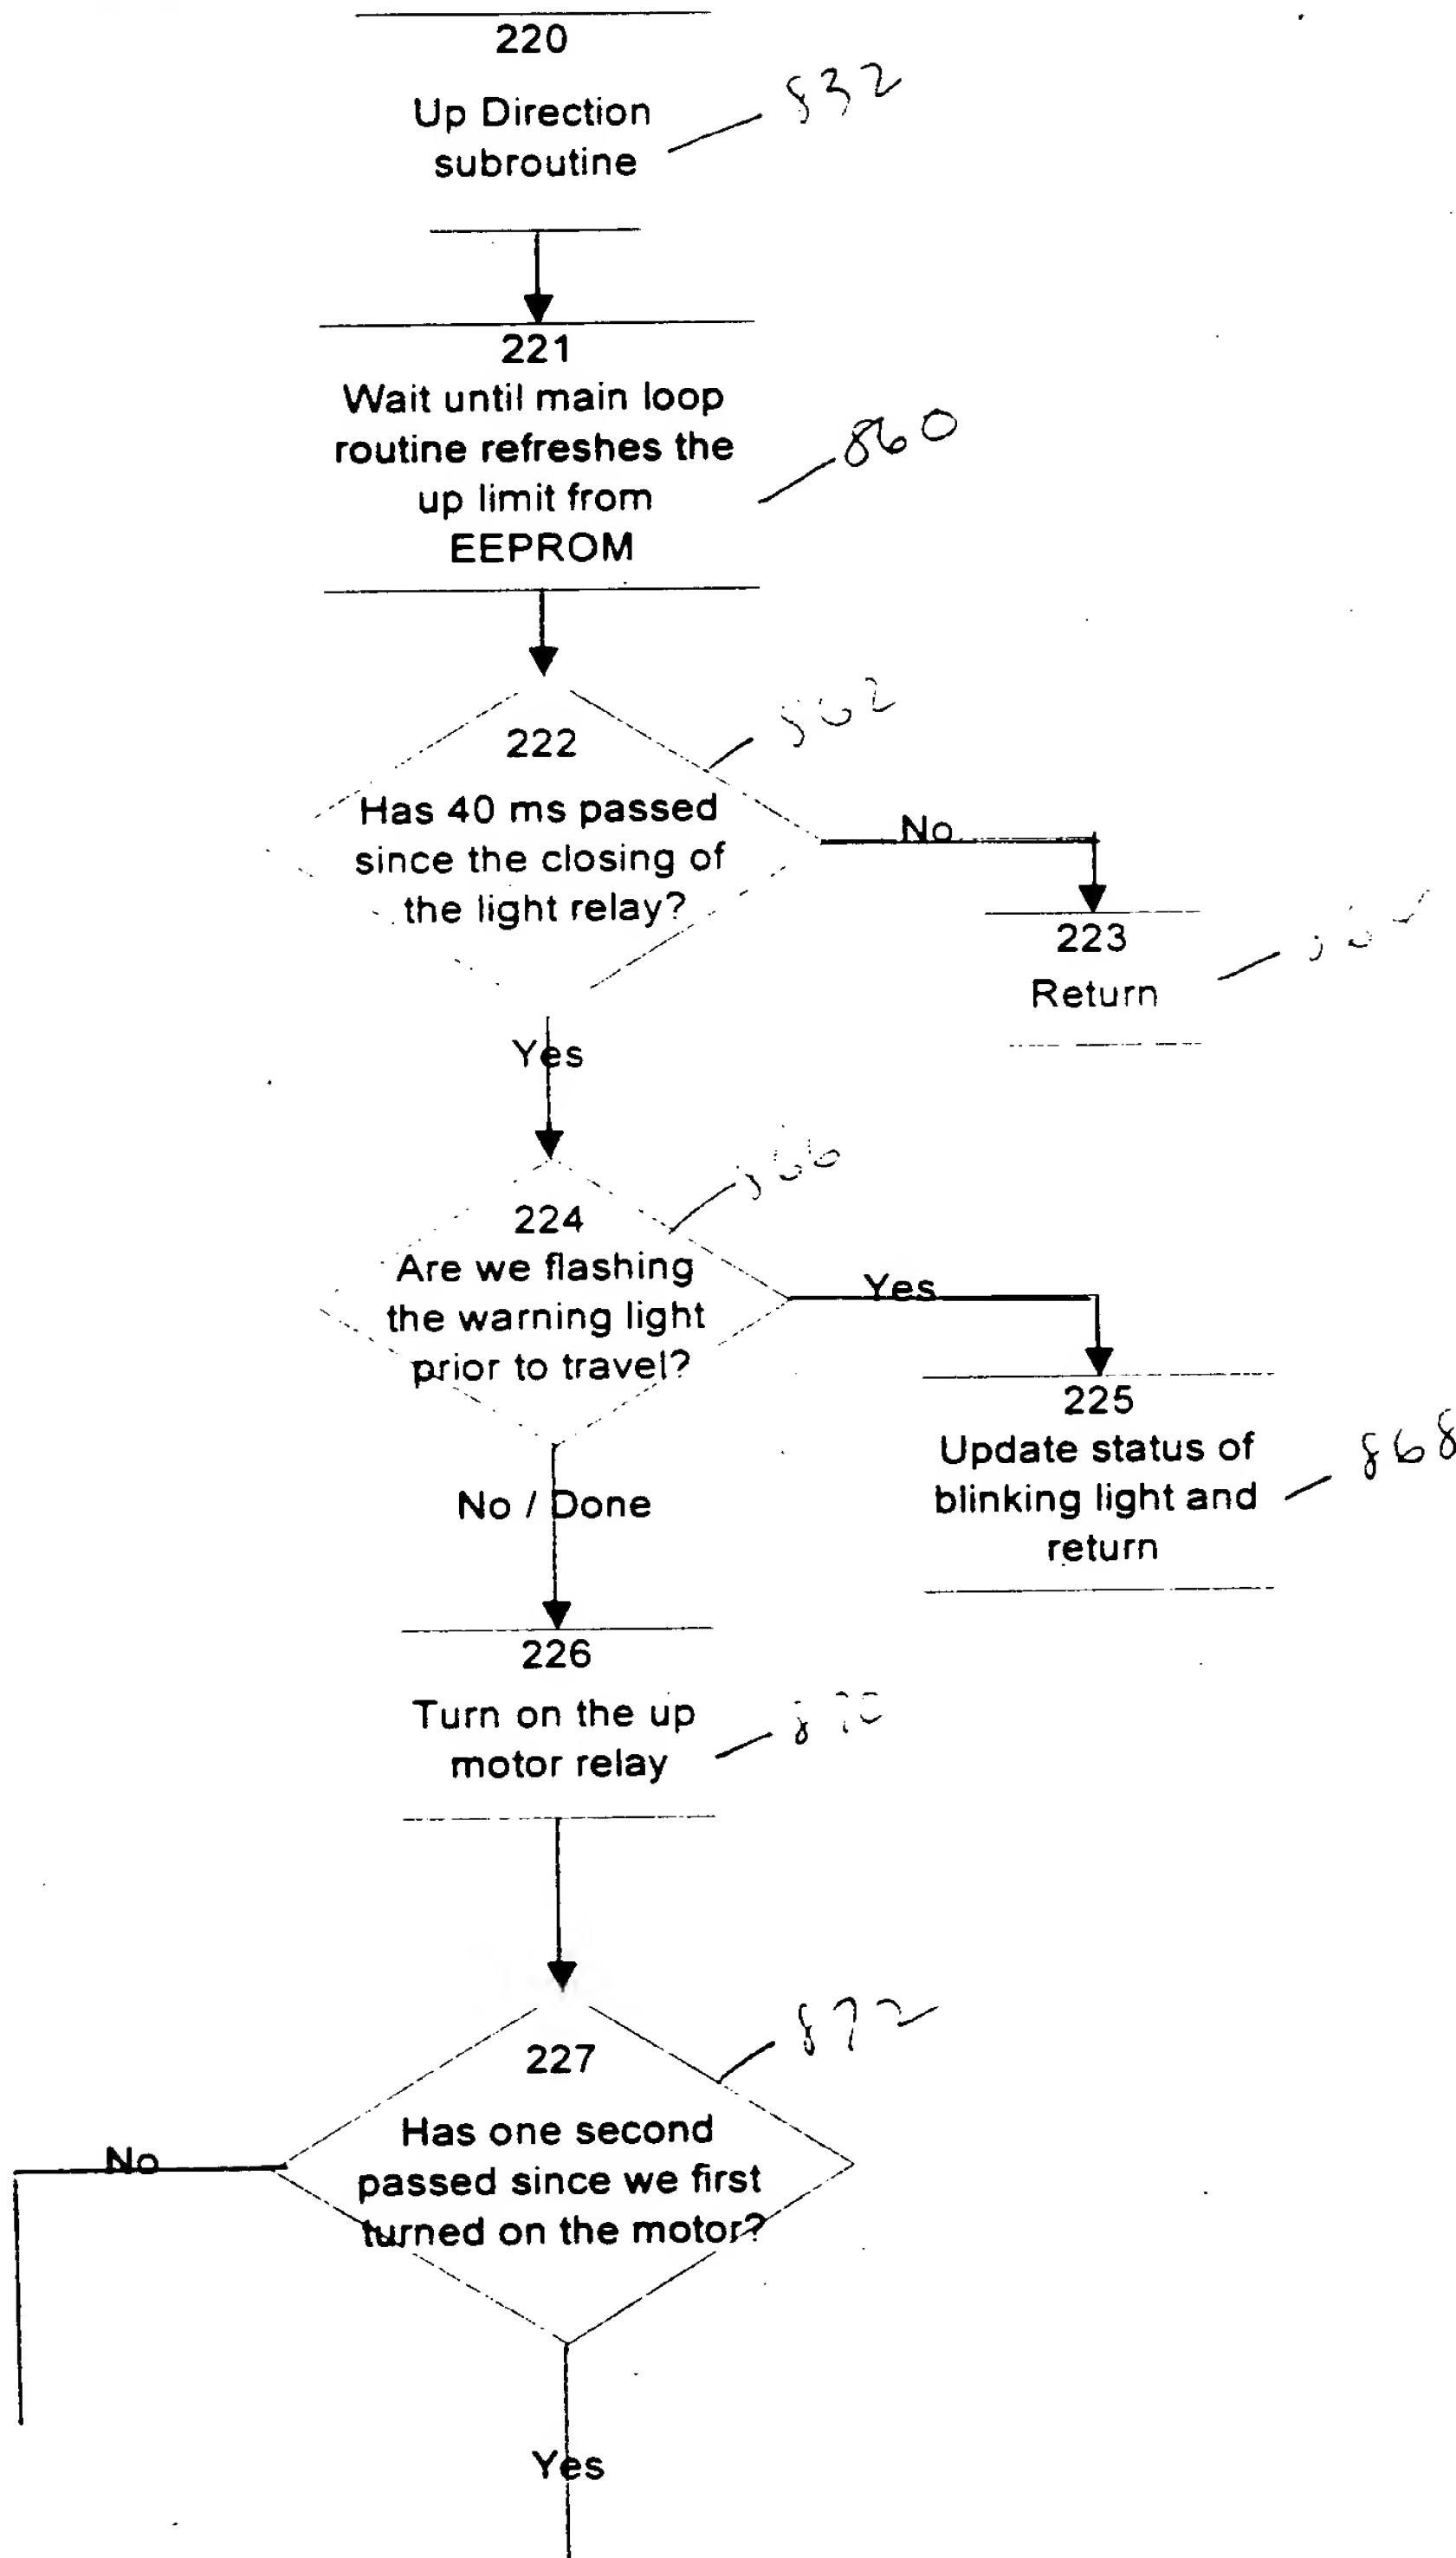 220
Up Direction
subroutine
832
221
Wait until main loop
routine refreshes the
up limit from
EEPROM
860
222
Has 40 ms passed
since the closing of
the light relay?
No
223
Return
Yes
224
Are we flashing
the warning light
prior to travel?
Yes
225
Update status of
blinking light and
return
868
No / Done
226
Turn on the up
motor relay
870
227
Has one second
passed since we first
turned on the motor?
872
No
Yes